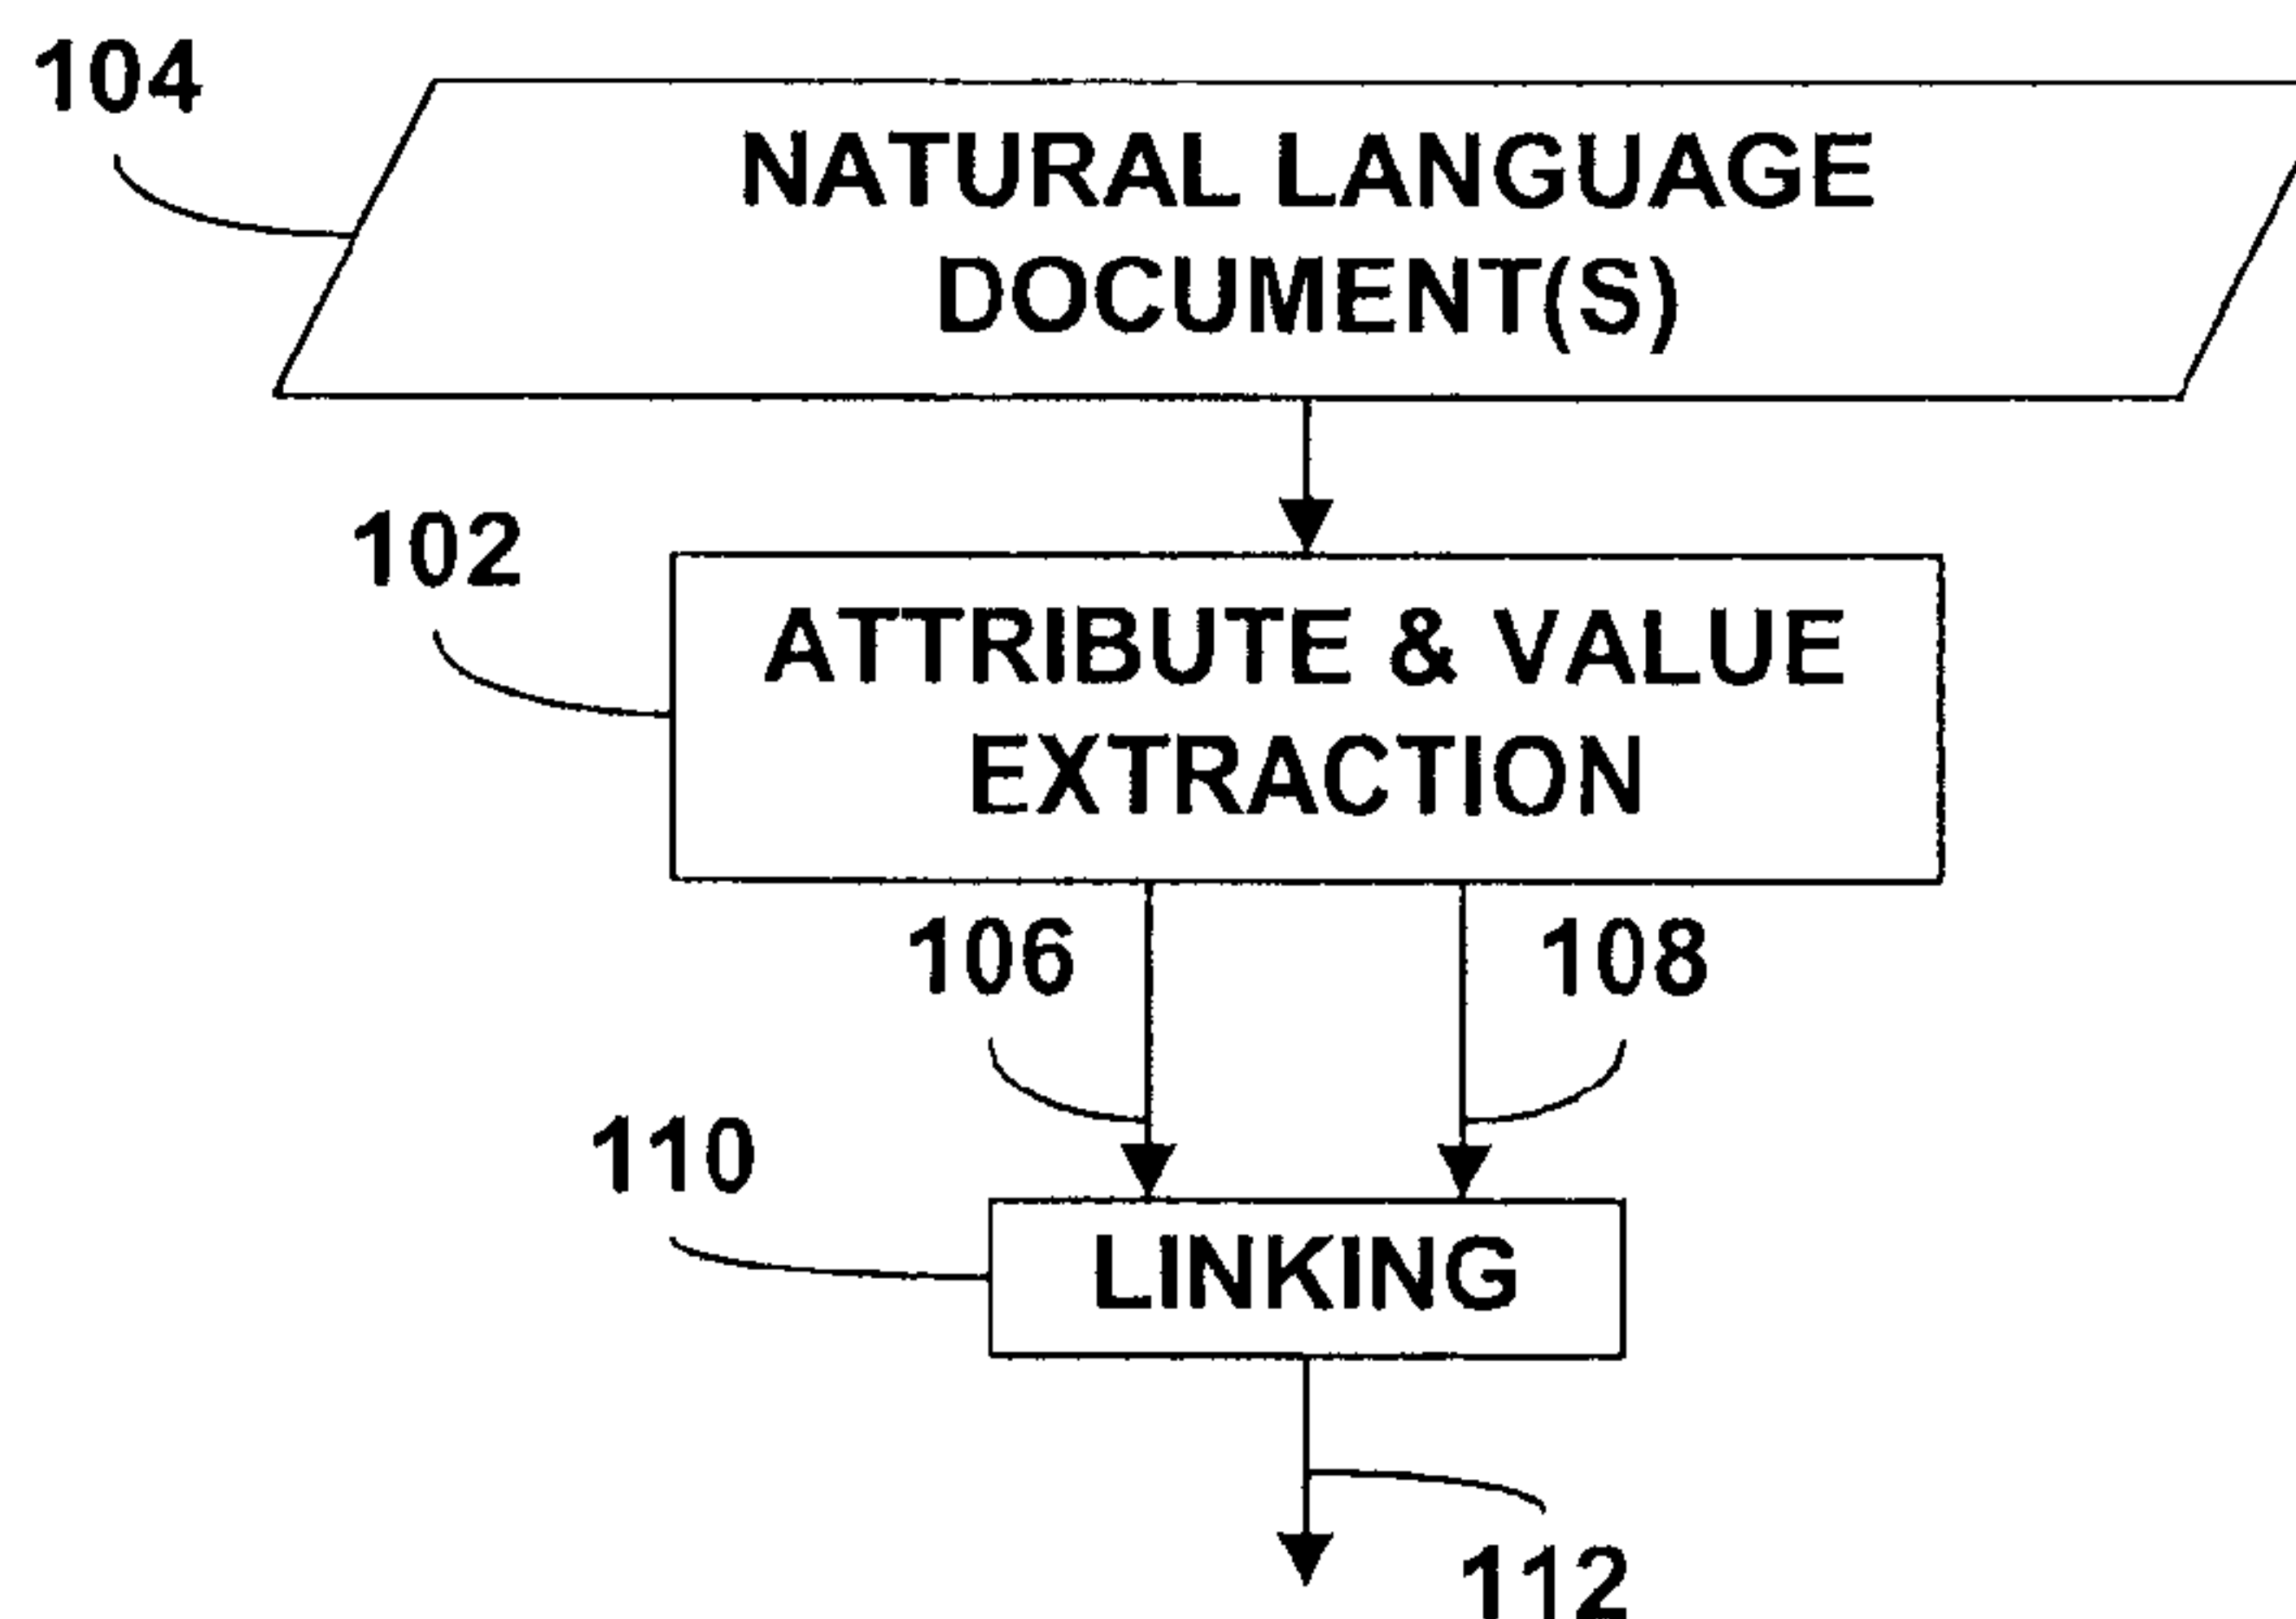 104
NATURAL LANGUAGE
DOCUMENT(S)
102
ATTRIBUTE & VALUE
EXTRACTION
106
108
110
LINKING
112